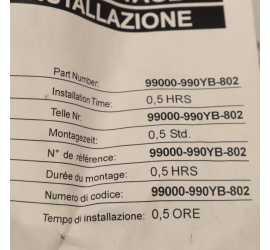 INSTALLAZIONE
Part Number: 99000-990YB-802
Installation Time: 0,5 HRS
Teile Nr: 99000-990YB-802
Montagezeit: 0,5 Std.
N° de référence: 99000-990YB-802
Durée du montage: 0,5 HRS
Numero di codice: 99000-990YB-802
Tempo di installazione: 0,5 ORE